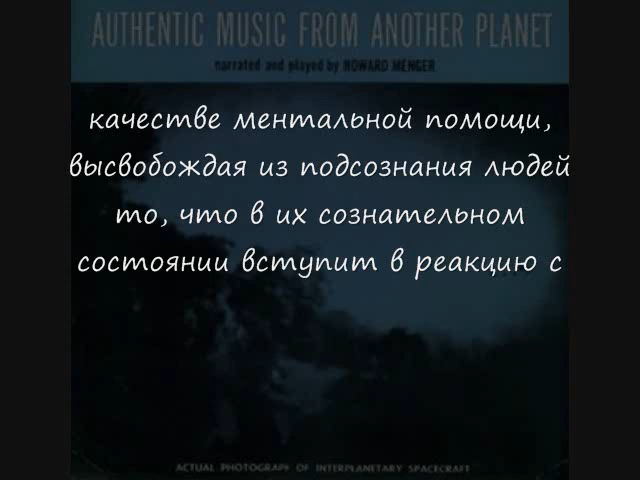 AUTHENTIC MUSIC FROM ANOTHER PLANET
narrated and played by HOWARD MENGER
качестве ментальной помощи,
высвобождая из подсознания людей
то, что в их сознательном
состоянии вступит в реакцию с
ACTUAL PHOTOGRAPH OF INTERPLANETARY SPACECRAFT